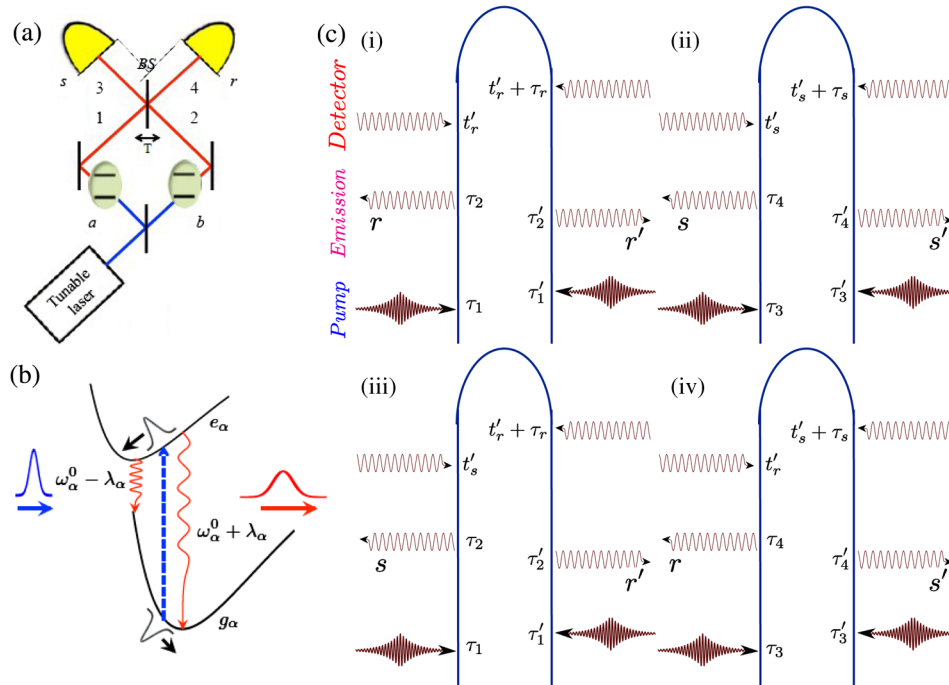 (a)
BS
s
r
3
4
1
2
T
a
b
Tunable
laser
(b)
e_α
ω_α^0 − λ_α
ω_α^0 + λ_α
g_α
(c)
(i)
Detector
Emission
Pump
t′_r + τ_r
t′_r
τ_2
r
τ′_2
r′
τ_1
τ′_1
(ii)
t′_s + τ_s
t′_s
τ_4
s
τ′_4
s′
τ_3
τ′_3
(iii)
t′_r + τ_r
t′_s
τ_2
s
τ′_2
r′
τ_1
τ′_1
(iv)
t′_s + τ_s
t′_r
τ_4
r
τ′_4
s′
τ_3
τ′_3